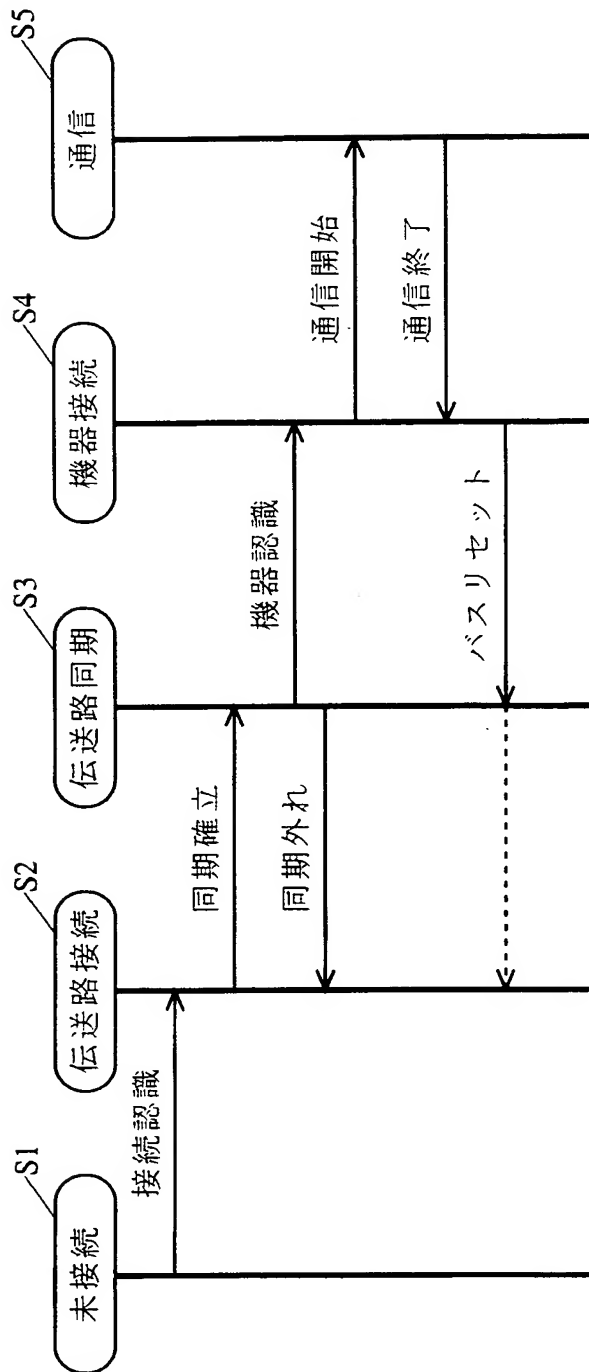 S1
未接続
S2
伝送路接続
S3
伝送路同期
S4
機器接続
S5
通信
接続認識
同期確立
機器認識
同期外れ
通信開始
通信終了
バスリセット